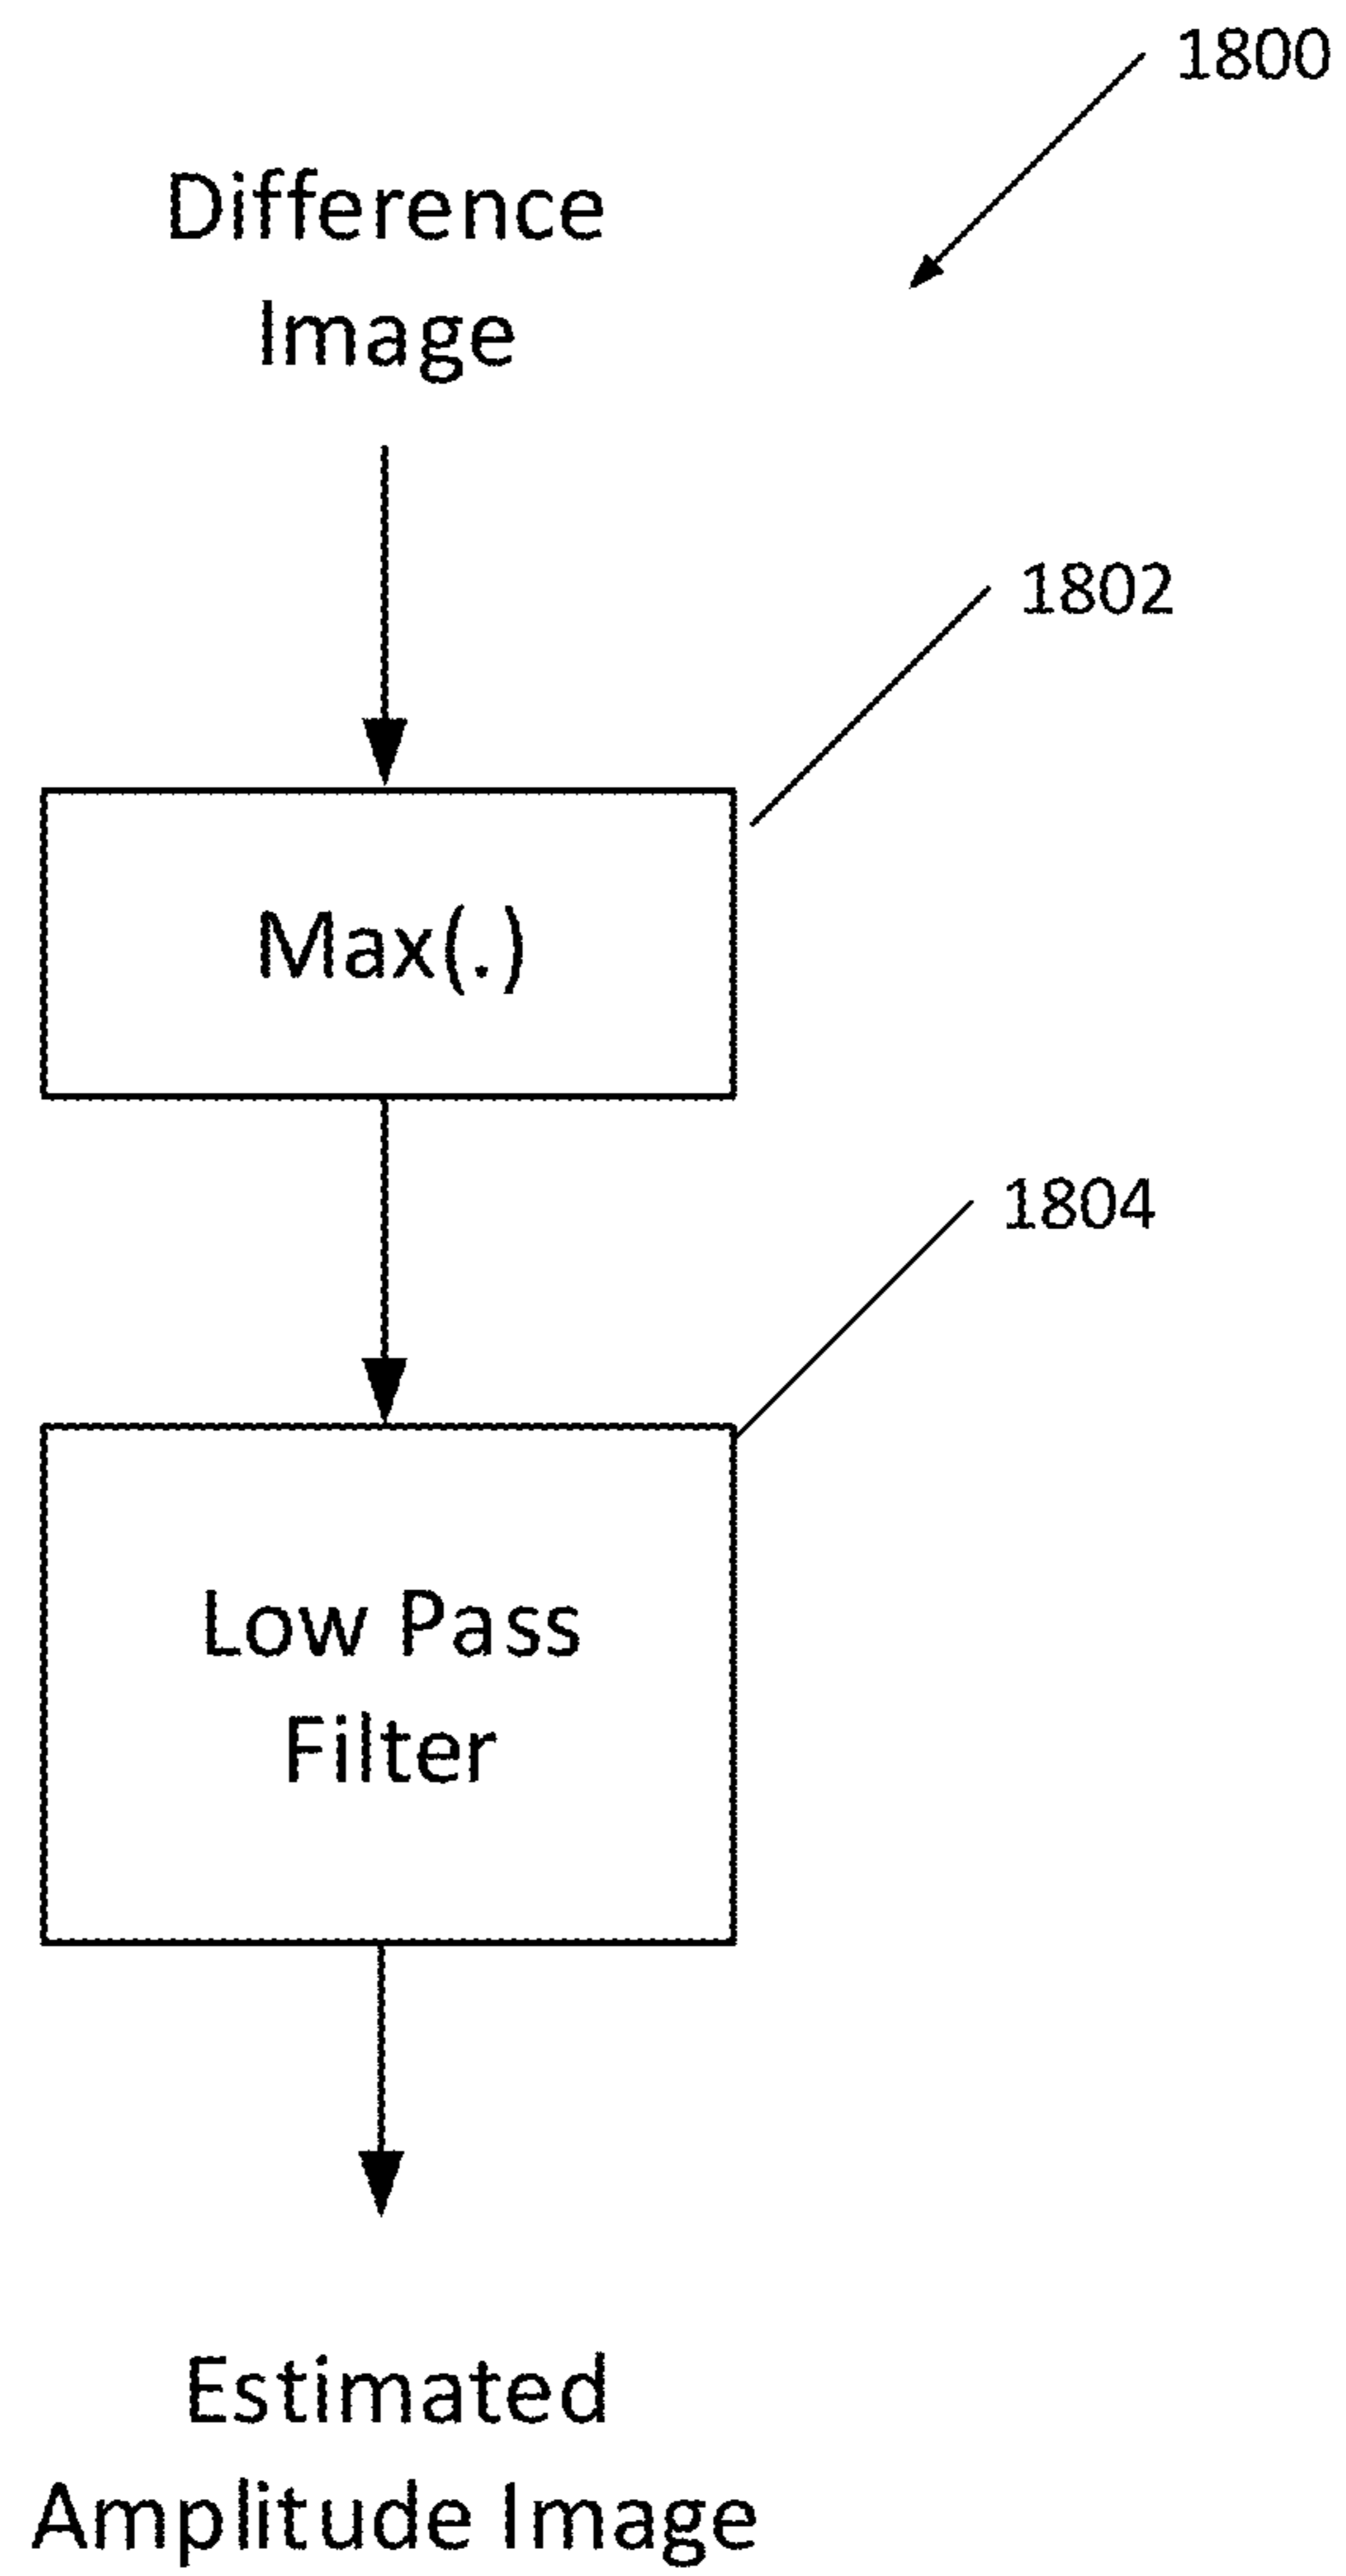 1800
Difference
Image
1802
Max(.)
1804
Low Pass
Filter
Estimated
Amplitude Image